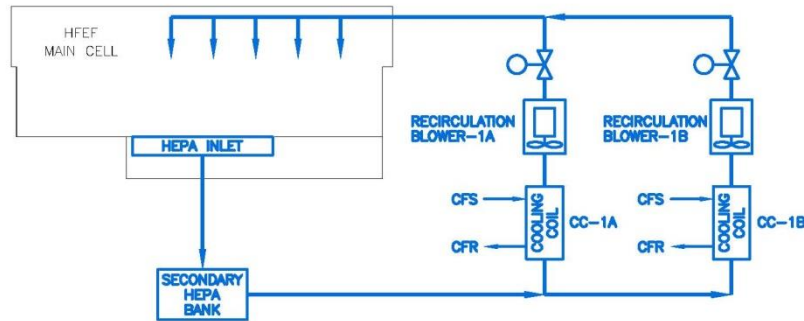 HFEF
MAIN CELL
HEPA INLET
SECONDARY
HEPA
BANK
RECIRCULATION
BLOWER-1A
RECIRCULATION
BLOWER-1B
CFS
CFR
COOLING
COIL
CC-1A
CFS
CFR
COOLING
COIL
CC-1B